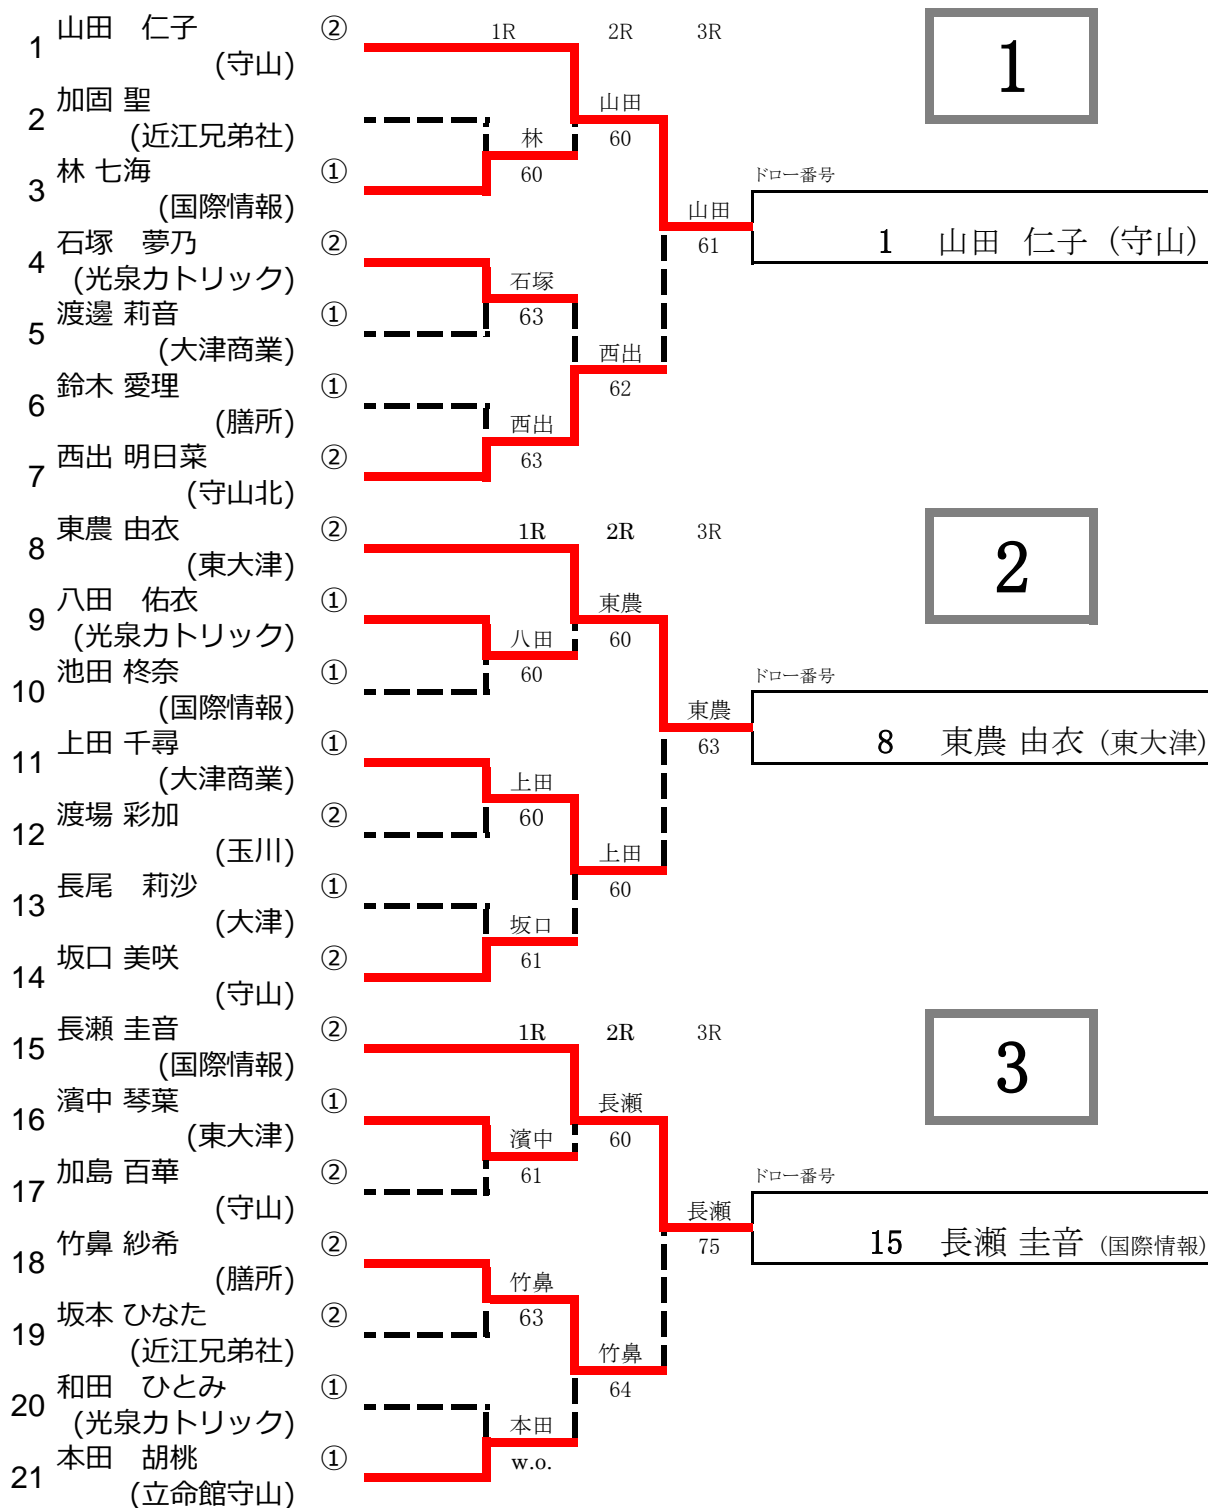 1R 2R 3R
1 山田　仁子 ②
(守山)
1
2 加固 聖
(近江兄弟社)
山田
60
林
60
3 林 七海 ①
(国際情報)
ドロー番号
山田
61
1 山田 仁子 (守山)
4 石塚　夢乃 ②
(光泉カトリック)
石塚
63
5 渡邊 莉音 ①
(大津商業)
西出
62
6 鈴木 愛理 ①
(膳所)
西出
63
7 西出 明日菜 ②
(守山北)
1R 2R 3R
8 東農 由衣 ②
(東大津)
2
9 八田　佑衣 ①
(光泉カトリック)
東農
60
八田
60
10 池田 柊奈 ①
(国際情報)
ドロー番号
東農
63
8 東農 由衣 (東大津)
11 上田 千尋 ①
(大津商業)
上田
60
12 渡場 彩加 ②
(玉川)
上田
60
13 長尾　莉沙 ①
(大津)
坂口
61
14 坂口 美咲 ②
(守山)
1R 2R 3R
15 長瀬 圭音 ②
(国際情報)
3
16 濱中 琴葉 ①
(東大津)
長瀬
60
濱中
61
17 加島 百華 ②
(守山)
ドロー番号
長瀬
75
15 長瀬 圭音 (国際情報)
18 竹鼻 紗希 ②
(膳所)
竹鼻
63
19 坂本 ひなた ②
(近江兄弟社)
竹鼻
64
20 和田　ひとみ ①
(光泉カトリック)
本田
w.o.
21 本田　胡桃 ①
(立命館守山)